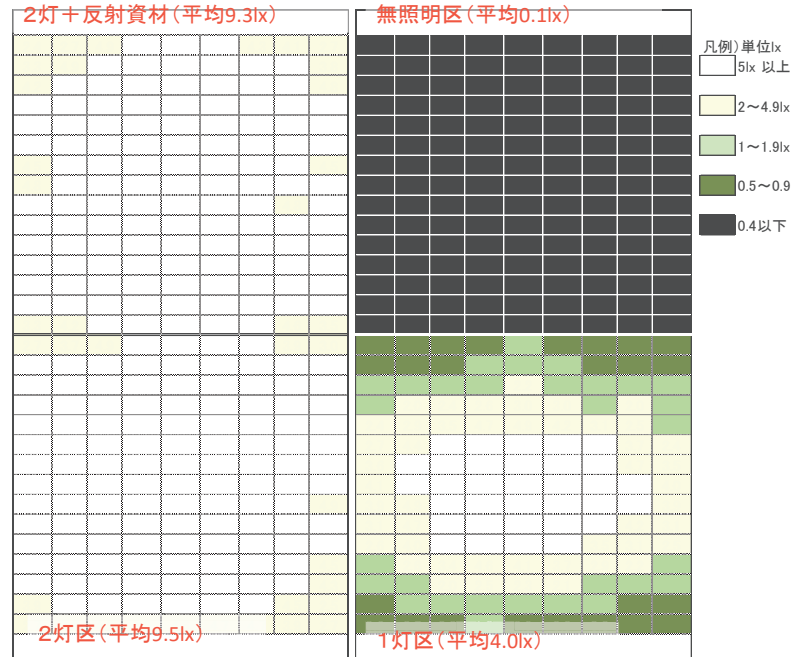 2灯＋反射資材(平均9.3lx)
無照明区(平均0.1lx)
凡例）単位lx
5lx 以上
2～4.9lx
1～1.9lx
0.5～0.9
0.4以下
2灯区(平均9.5lx)
1灯区(平均4.0lx)